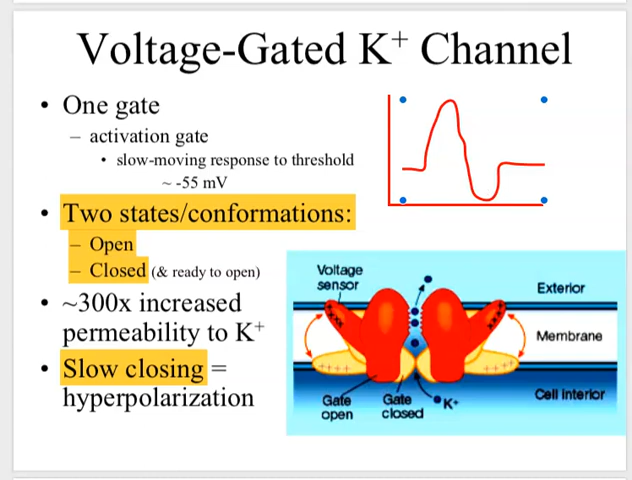 Voltage-Gated K⁺ Channel
• One gate
– activation gate
• slow-moving response to threshold
~ -55 mV
• Two states/conformations:
– Open
– Closed (& ready to open)
• ~300x increased
permeability to K⁺
• Slow closing =
hyperpolarization
Voltage
sensor
Exterior
Membrane
++++
++++
Cell interior
Gate
open
Gate
closed
K+